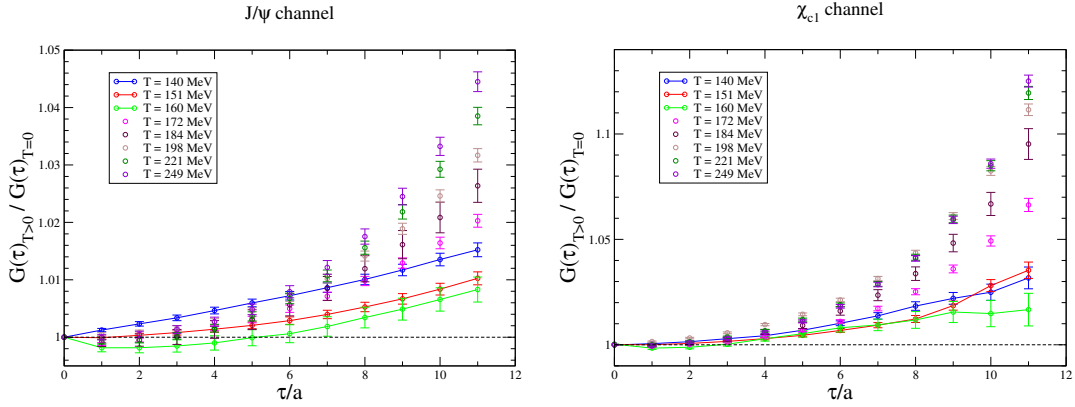 J/ψ channel
G(τ)T>0 / G(τ)T=0
1.05
1.04
1.03
1.02
1.01
1
T = 140 MeV
T = 151 MeV
T = 160 MeV
T = 172 MeV
T = 184 MeV
T = 198 MeV
T = 221 MeV
T = 249 MeV
0 2 4 6 8 10 12
τ/a
χc1 channel
G(τ)T>0 / G(τ)T=0
1.1
1.05
1
T = 140 MeV
T = 151 MeV
T = 160 MeV
T = 172 MeV
T = 184 MeV
T = 198 MeV
T = 221 MeV
T = 249 MeV
0 2 4 6 8 10 12
τ/a